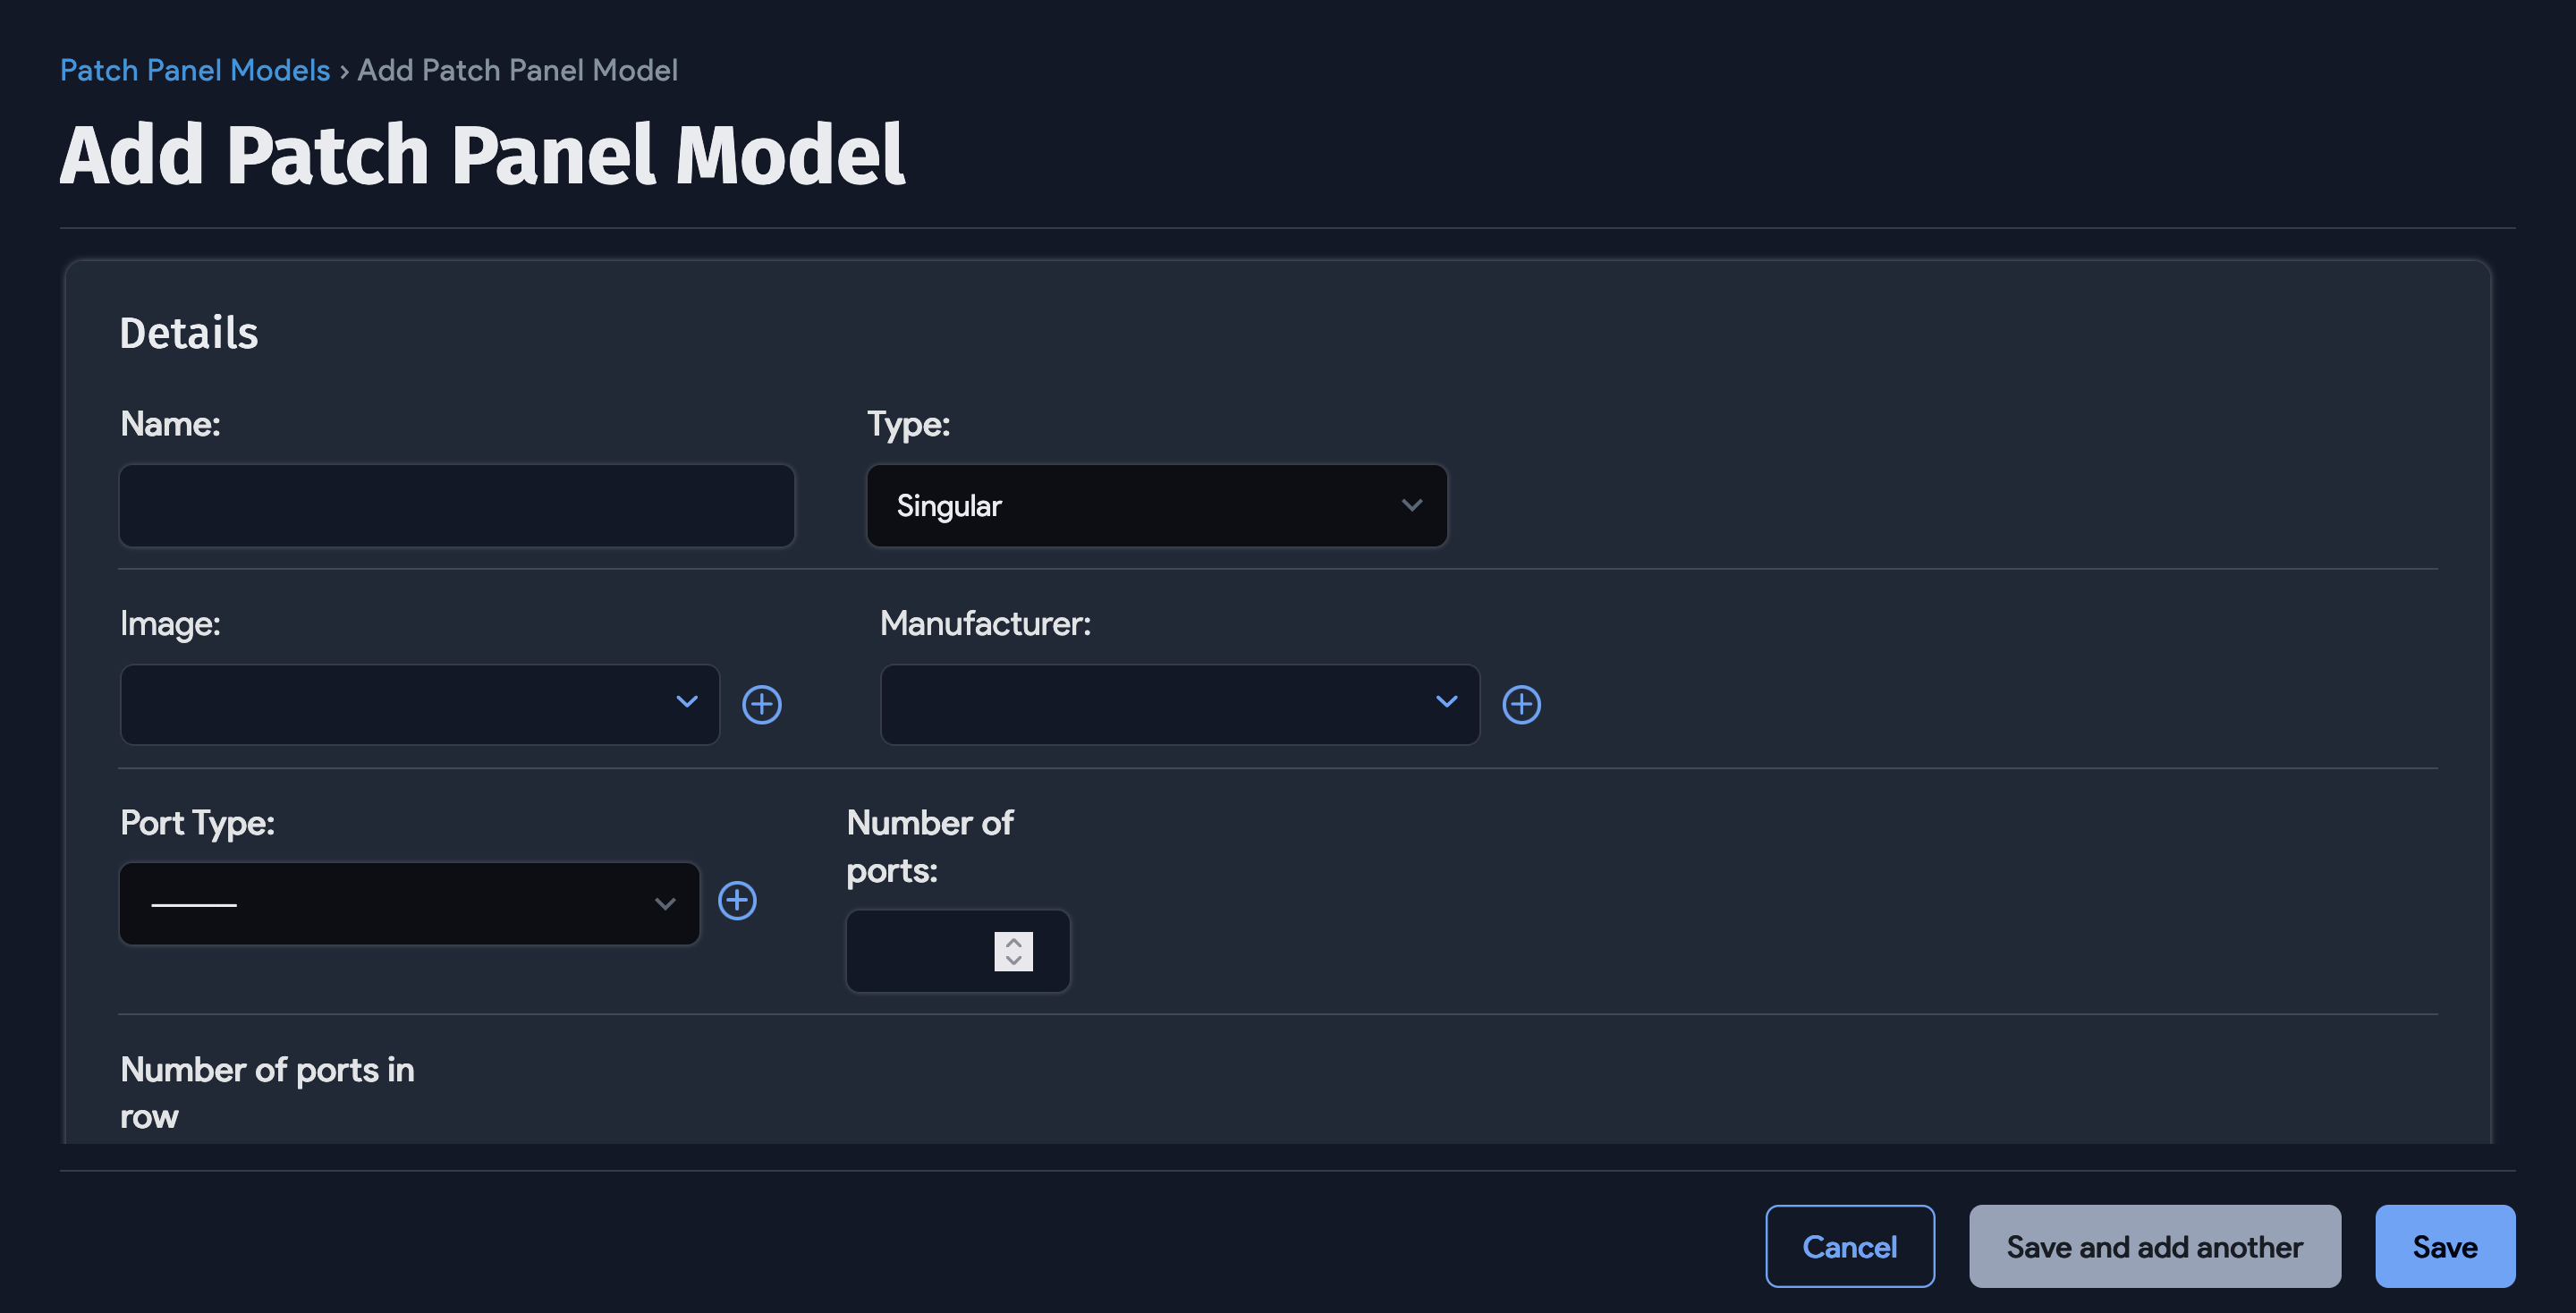 Patch Panel Models › Add Patch Panel Model
Add Patch Panel Model
Details
Name:
Type:
Singular
Image:
Manufacturer:
Port Type:
Number of
ports:
Number of ports in
row
Cancel
Save and add another
Save